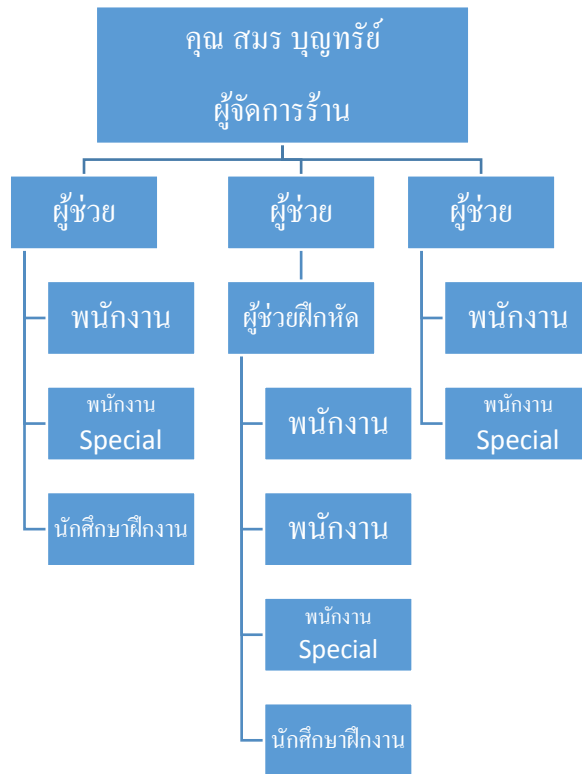 คุณ สมร บุญทรัย์
ผู้จัดการร้าน
ผู้ช่วย
พนักงาน
พนักงาน
Special
นักศึกษาฝึกงาน
ผู้ช่วย
ผู้ช่วยฝึกหัด
พนักงาน
พนักงาน
พนักงาน
Special
นักศึกษาฝึกงาน
ผู้ช่วย
พนักงาน
พนักงาน
Special